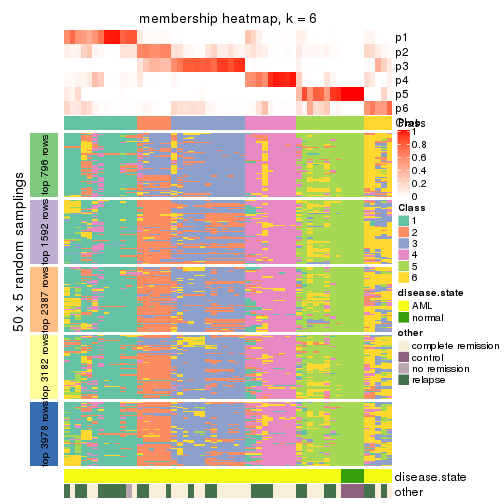 membership heatmap, k = 6
p1
p2
p3
p4
p5
p6
Class
Prob
1
0.8
0.6
0.4
0.2
0
Class
1
2
3
4
5
6
disease.state
AML
normal
other
complete remission
control
no remission
relapse
50 x 5 random samplings
top 796 rows
top 1592 rows
top 2387 rows
top 3182 rows
top 3978 rows
disease.state
other